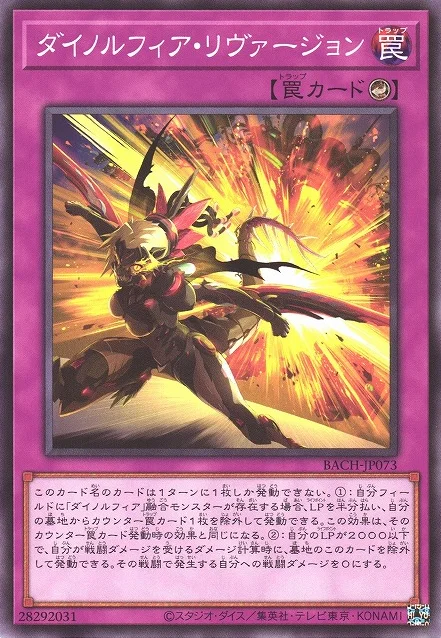 ダイノルフィア・リヴァージョン 罠
トラップ
【罠カード】
BACH-JP073
このカード名のカードは1ターンに1枚しか発動できない。①:自分フィー
ルドに「ダイノルフィア」融合モンスターが存在する場合、LPを半分払い、自分
の墓地からカウンター罠カード1枚を除外して発動できる。この効果は、その
カウンター罠カード発動時の効果と同じになる。②:自分のLPが2000以下
で、自分が戦闘ダメージを受けるダメージ計算時に、墓地のこのカードを除外
して発動できる。その戦闘で発生する自分への戦闘ダメージを0にする。
28292031 ©スタジオ・ダイス/集英社・テレビ東京・KONAMI